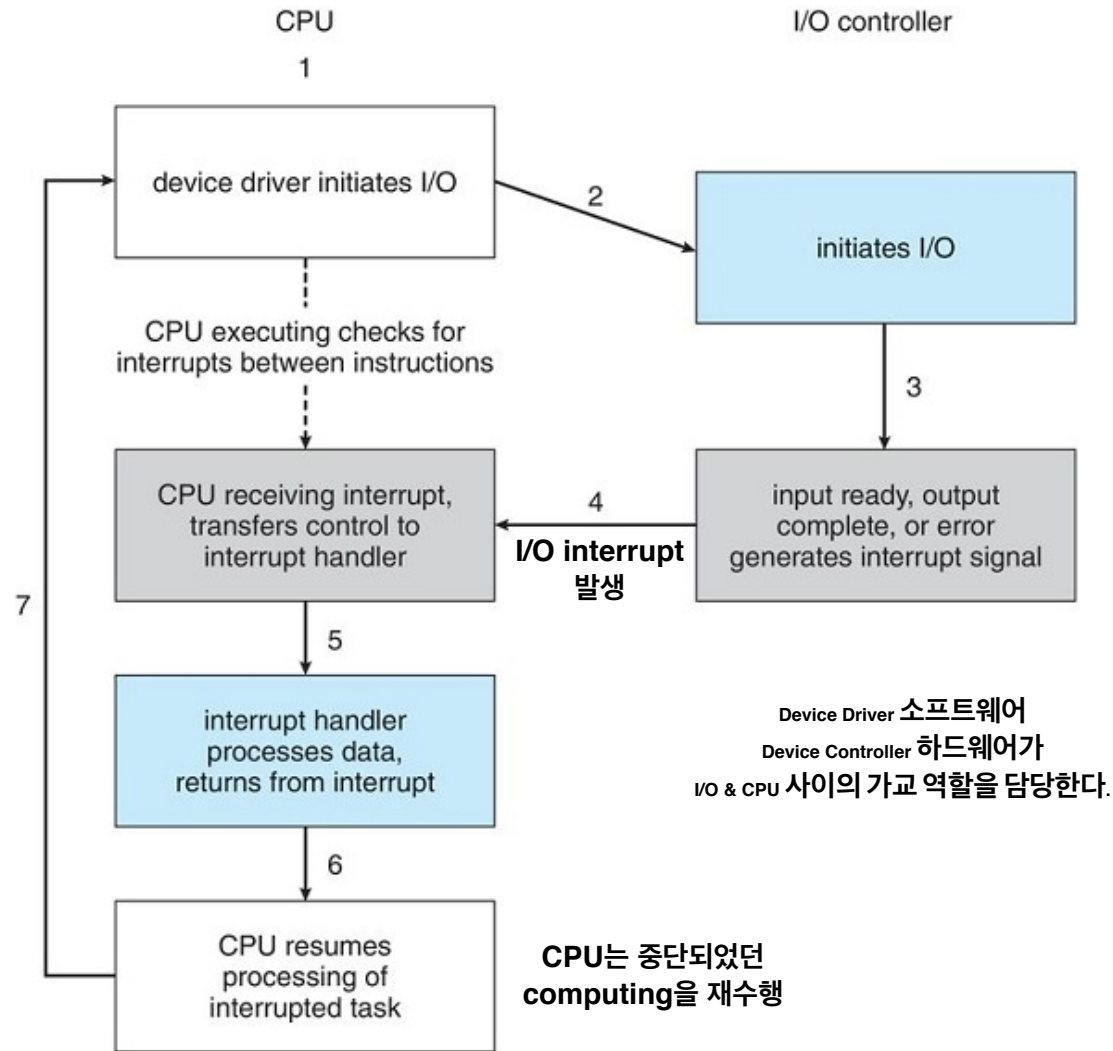 CPU
I/O controller
1
device driver initiates I/O
2
initiates I/O
CPU executing checks for
interrupts between instructions
3
CPU receiving interrupt,
transfers control to
interrupt handler
4
I/O interrupt
발생
input ready, output
complete, or error
generates interrupt signal
7
5
interrupt handler
processes data,
returns from interrupt
Device Driver 소프트웨어
Device Controller 하드웨어가
I/O & CPU 사이의 가교 역할을 담당한다.
6
CPU resumes
processing of
interrupted task
CPU는 중단되었던
computing을 재수행